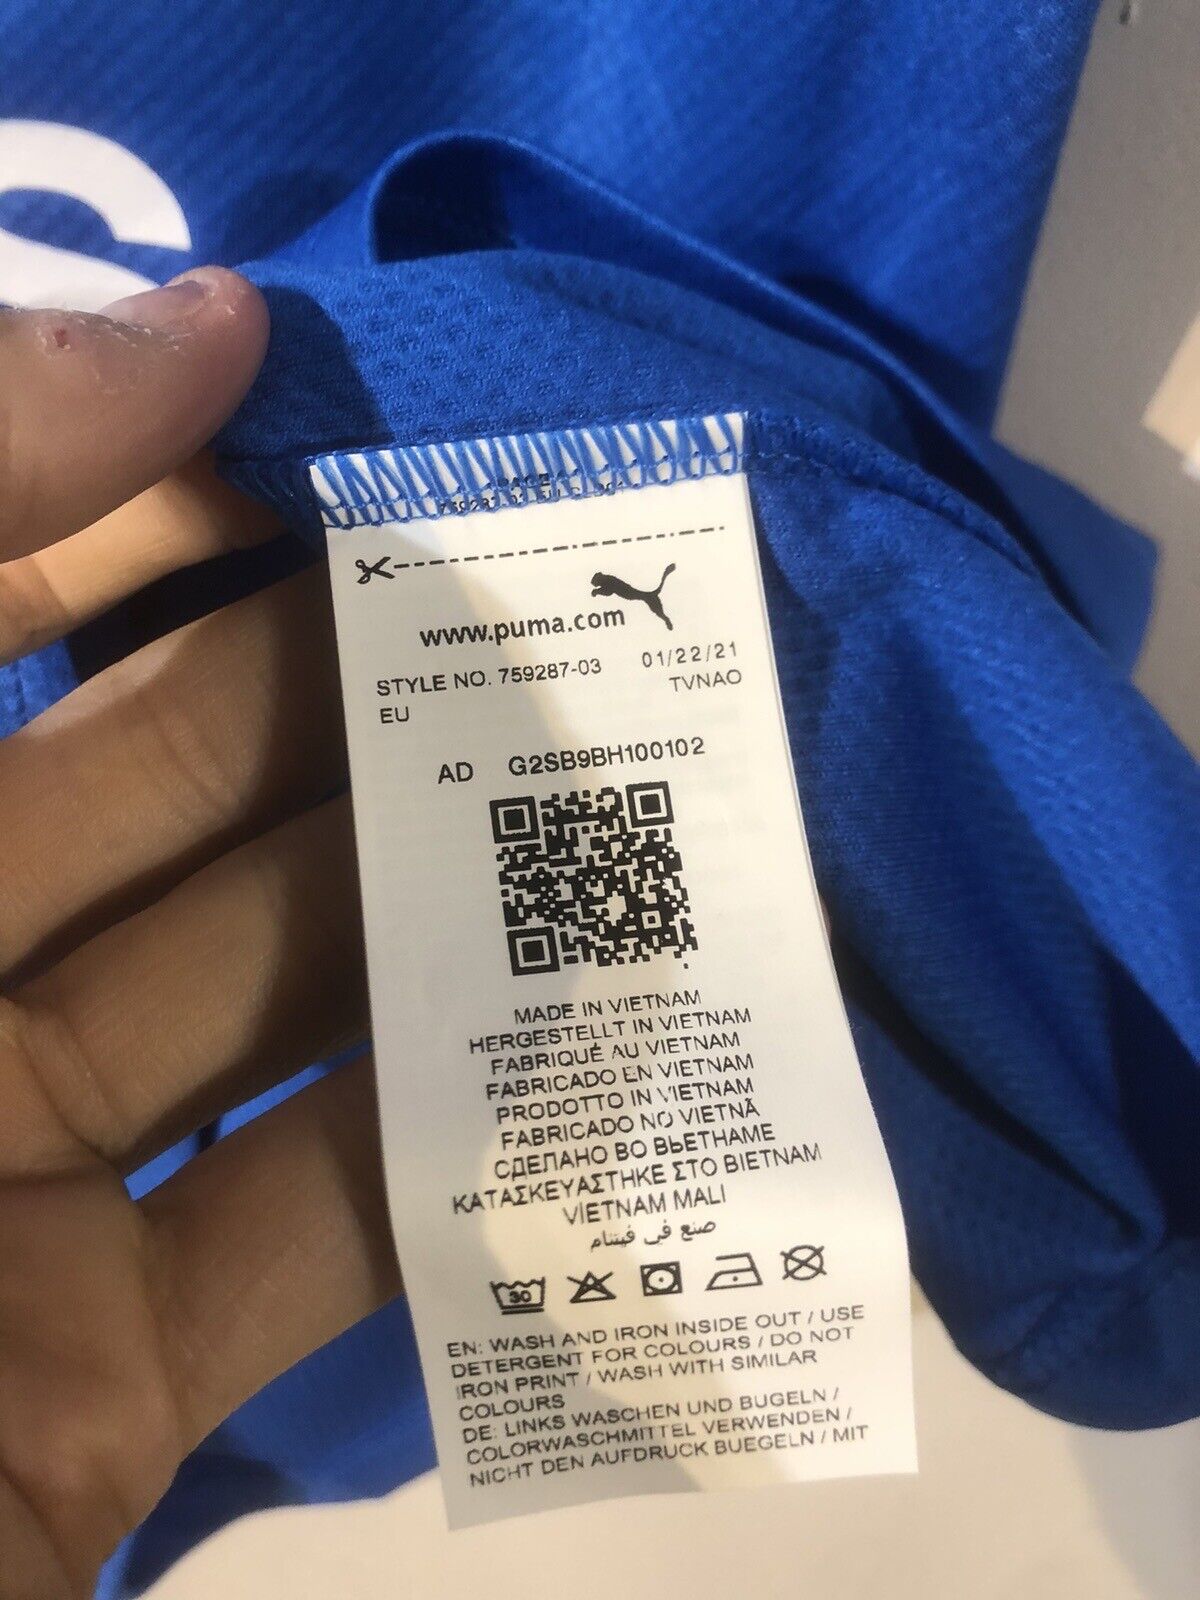 S
www.puma.com
STYLE NO. 759287-03 01/22/21
EU TVNAO
AD G2SB9BH100102
MADE IN VIETNAM
HERGESTELLT IN VIETNAM
FABRIQUÉ AU VIETNAM
FABRICADO EN VIETNAM
PRODOTTO IN VIETNAM
FABRICADO NO VIETNÃ
СДЕЛАНО ВО ВЬЕТНАМЕ
ΚΑΤΑΣΚΕΥΑΣΤΗΚΕ ΣΤΟ ΒΙΕΤΝΑΜ
VIETNAM MALI
صنع في فيتنام
30
EN: WASH AND IRON INSIDE OUT / USE
DETERGENT FOR COLOURS / DO NOT
IRON PRINT / WASH WITH SIMILAR
COLOURS
DE: LINKS WASCHEN UND BUGELN /
COLORWASCHMITTEL VERWENDEN /
NICHT DEN AUFDRUCK BUEGELN / MIT